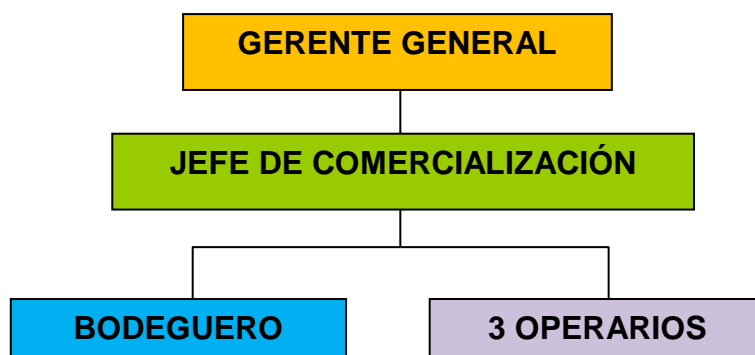 GERENTE GENERAL
JEFE DE COMERCIALIZACIÓN
BODEGUERO
3 OPERARIOS